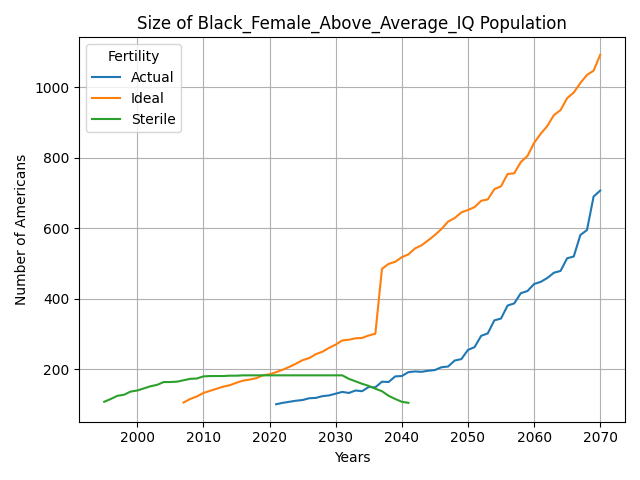 Size of Black_Female_Above_Average_IQ Population
Fertility
Actual
Ideal
Sterile
Number of Americans
1000
800
600
400
200
2000 2010 2020 2030 2040 2050 2060 2070
Years